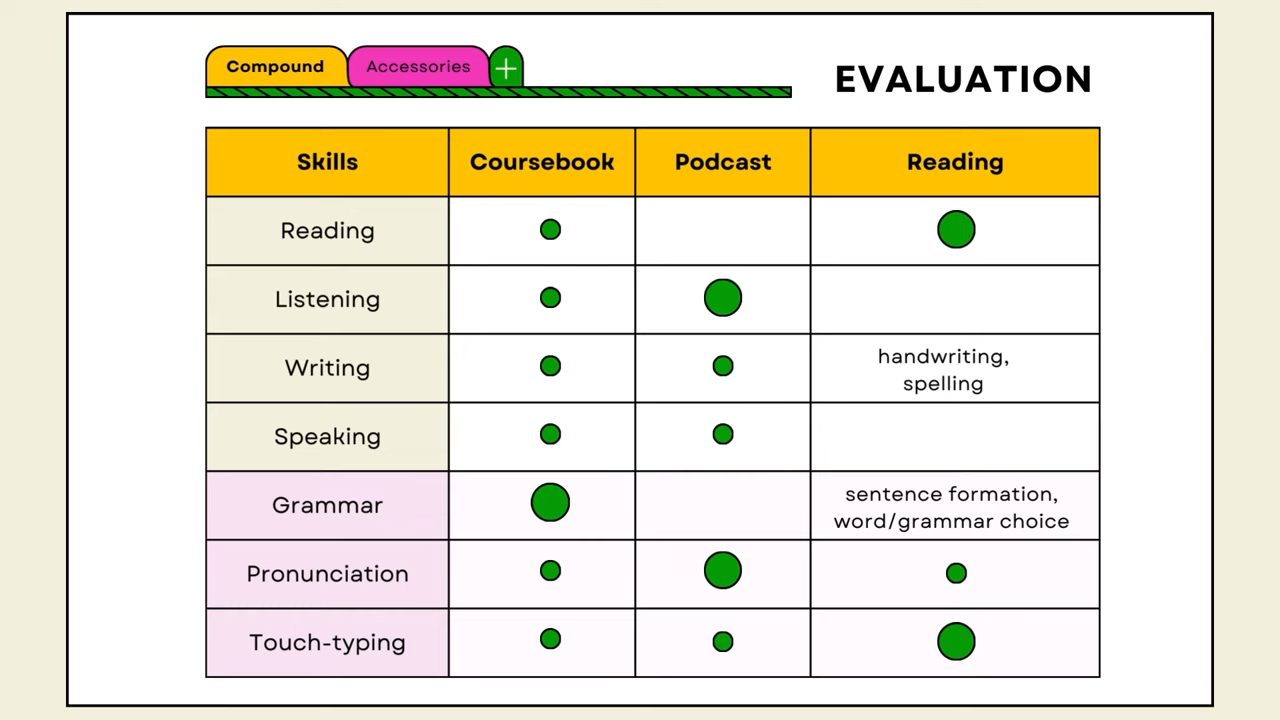 Compound
Accessories
+
EVALUATION
Skills
Coursebook
Podcast
Reading
Reading
Listening
Writing
handwriting,
spelling
Speaking
Grammar
sentence formation,
word/grammar choice
Pronunciation
Touch-typing